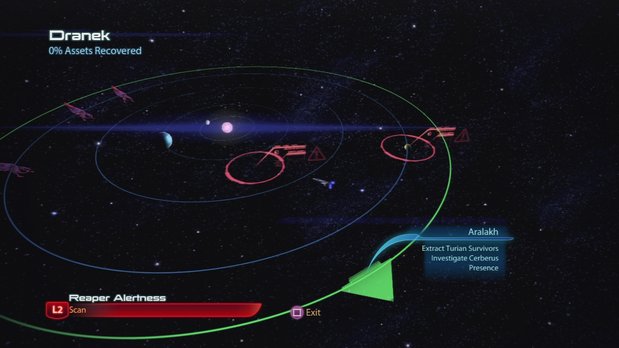 Dranek
0% Assets Recovered
Aralakh
Extract Turian Survivors
Investigate Cerberus
Presence
Reaper Alertness
L2 Scan
Exit